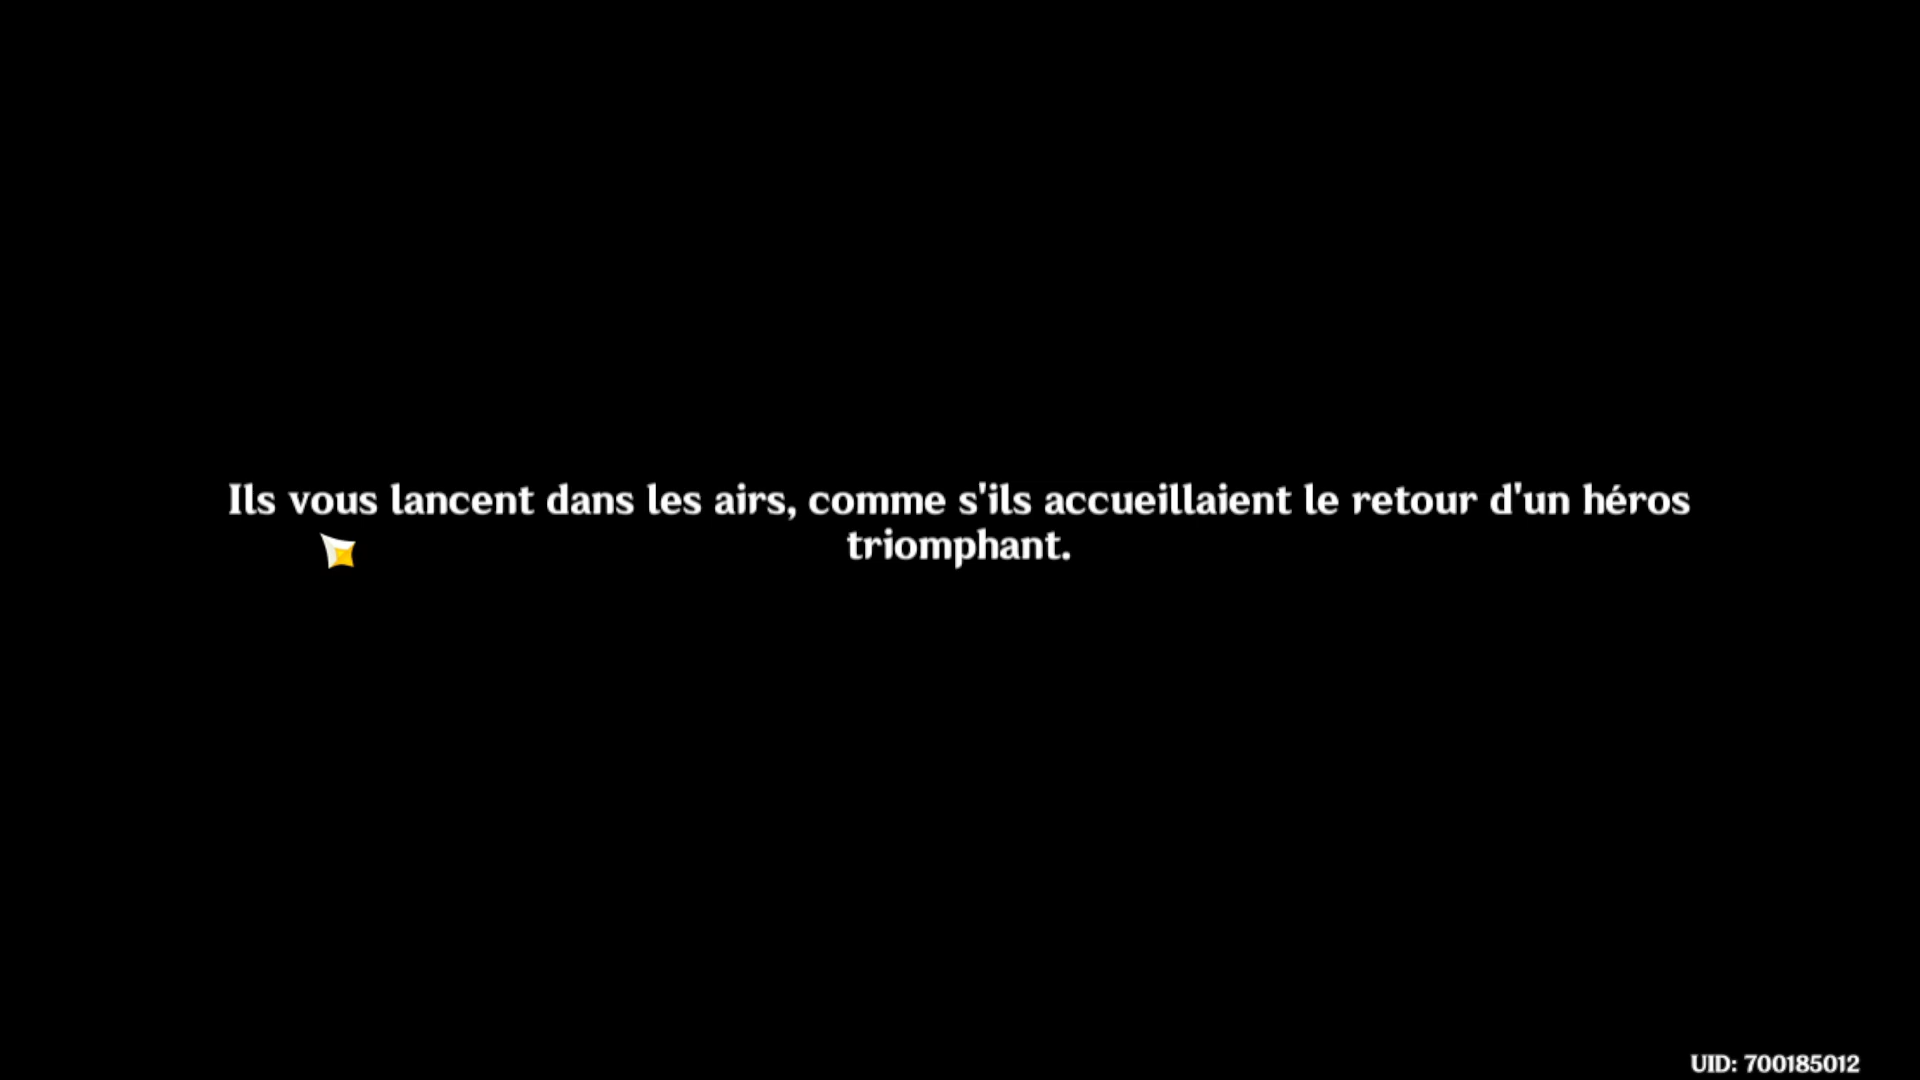 Ils vous lancent dans les airs, comme s'ils accueillaient le retour d'un héros
triomphant.
UID: 700185012